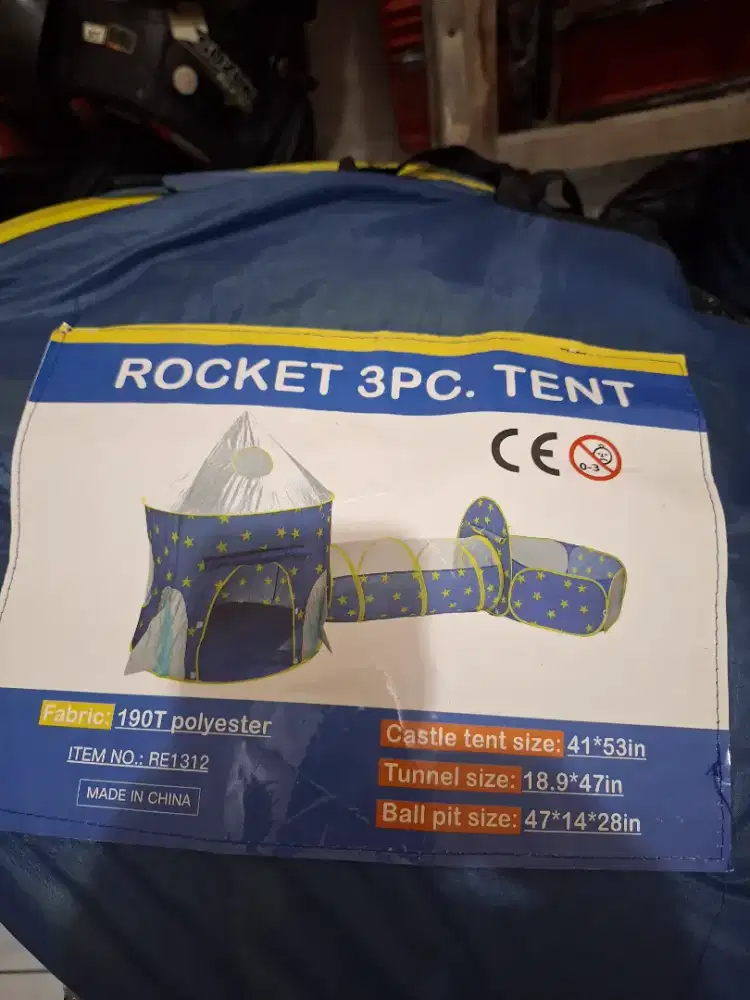 ROCKET 3PC. TENT
CE
0-3
Fabric: 190T polyester
ITEM NO.: RE1312
MADE IN CHINA
Castle tent size: 41*53in
Tunnel size: 18.9*47in
Ball pit size: 47*14*28in